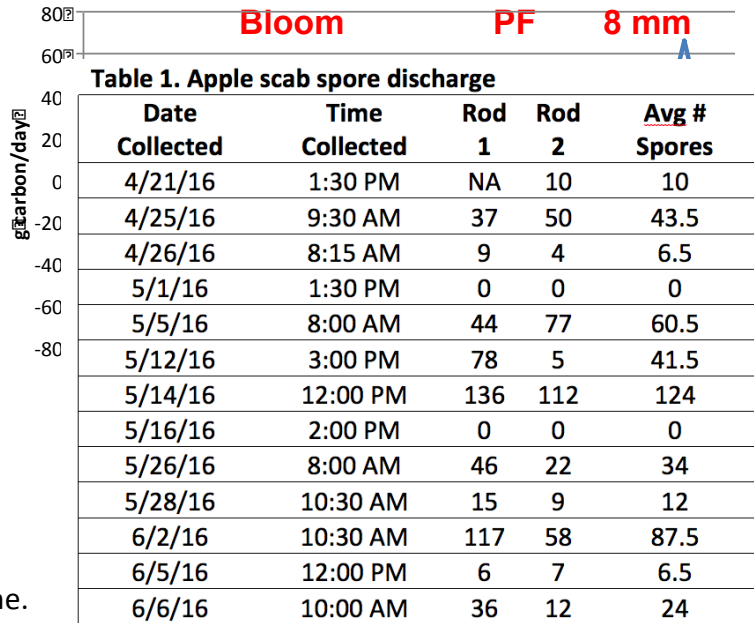 80
Bloom PF 8 mm
60
Table 1. Apple scab spore discharge
40
20
0
-20
-40
-60
-80
g carbon/day
Date Collected Time Collected Rod 1 Rod 2 Avg # Spores
4/21/16 1:30 PM NA 10 10
4/25/16 9:30 AM 37 50 43.5
4/26/16 8:15 AM 9 4 6.5
5/1/16 1:30 PM 0 0 0
5/5/16 8:00 AM 44 77 60.5
5/12/16 3:00 PM 78 5 41.5
5/14/16 12:00 PM 136 112 124
5/16/16 2:00 PM 0 0 0
5/26/16 8:00 AM 46 22 34
5/28/16 10:30 AM 15 9 12
6/2/16 10:30 AM 117 58 87.5
6/5/16 12:00 PM 6 7 6.5
6/6/16 10:00 AM 36 12 24